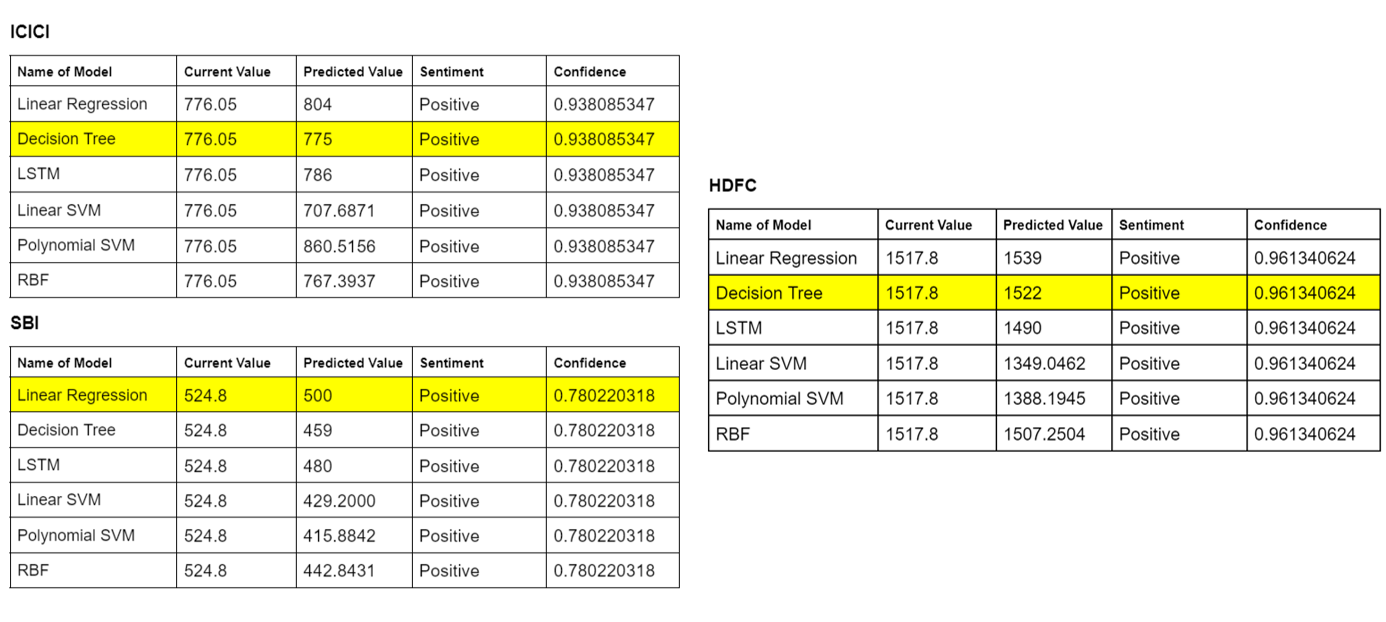 ICICI
Name of Model Current Value Predicted Value Sentiment Confidence
Linear Regression 776.05 804 Positive 0.938085347
Decision Tree 776.05 775 Positive 0.938085347
LSTM 776.05 786 Positive 0.938085347
Linear SVM 776.05 707.6871 Positive 0.938085347
Polynomial SVM 776.05 860.5156 Positive 0.938085347
RBF 776.05 767.3937 Positive 0.938085347
SBI
Name of Model Current Value Predicted Value Sentiment Confidence
Linear Regression 524.8 500 Positive 0.780220318
Decision Tree 524.8 459 Positive 0.780220318
LSTM 524.8 480 Positive 0.780220318
Linear SVM 524.8 429.2000 Positive 0.780220318
Polynomial SVM 524.8 415.8842 Positive 0.780220318
RBF 524.8 442.8431 Positive 0.780220318
HDFC
Name of Model Current Value Predicted Value Sentiment Confidence
Linear Regression 1517.8 1539 Positive 0.961340624
Decision Tree 1517.8 1522 Positive 0.961340624
LSTM 1517.8 1490 Positive 0.961340624
Linear SVM 1517.8 1349.0462 Positive 0.961340624
Polynomial SVM 1517.8 1388.1945 Positive 0.961340624
RBF 1517.8 1507.2504 Positive 0.961340624